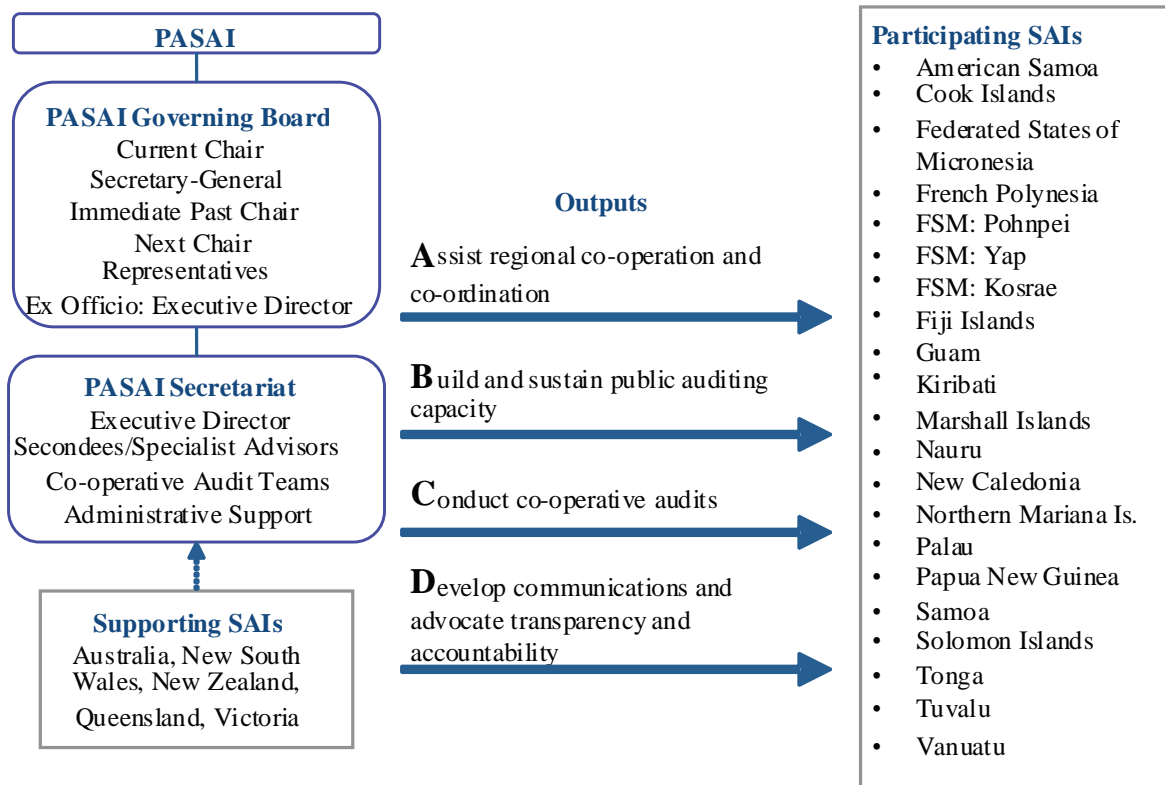 PASAI
PASAI Governing Board
Current Chair
Secretary-General
Immediate Past Chair
Next Chair
Representatives
Ex Officio: Executive Director
PASAI Secretariat
Executive Director
Secondees/Specialist Advisors
Co-operative Audit Teams
Administrative Support
Supporting SAIs
Australia, New South
Wales, New Zealand,
Queensland, Victoria
Outputs
Assist regional co-operation and
co-ordination
Build and sustain public auditing
capacity
Conduct co-operative audits
Develop communications and
advocate transparency and
accountability
Participating SAIs
• American Samoa
• Cook Islands
• Federated States of
Micronesia
• French Polynesia
• FSM: Pohnpei
• FSM: Yap
• FSM: Kosrae
• Fiji Islands
• Guam
• Kiribati
• Marshall Islands
• Nauru
• New Caledonia
• Northern Mariana Is.
• Palau
• Papua New Guinea
• Samoa
• Solomon Islands
• Tonga
• Tuvalu
• Vanuatu